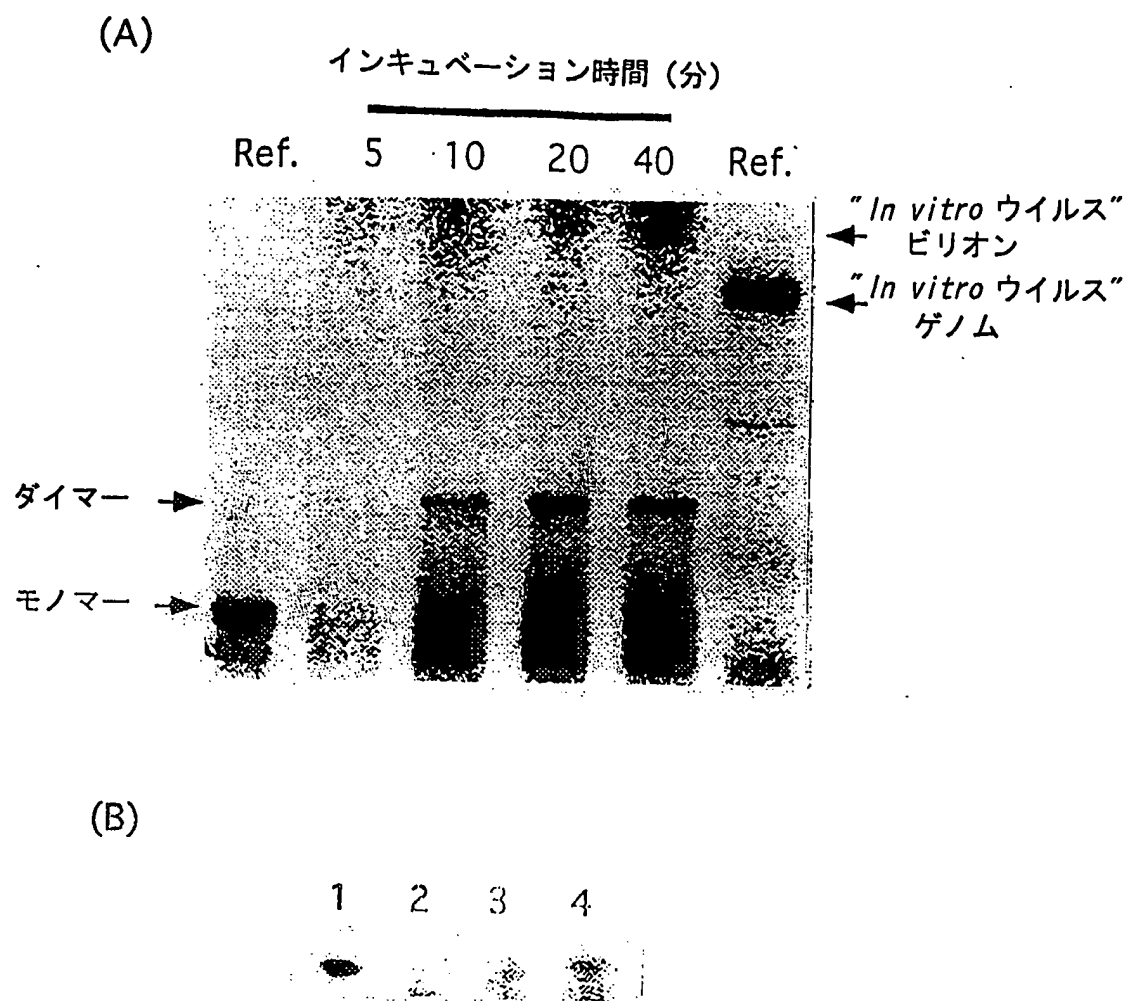 (A)
インキュベーション時間 (分)
Ref. 5 10 20 40 Ref.
"In vitro ウイルス"
ビリオン
"In vitro ウイルス"
ゲノム
ダイマー
モノマー
(B)
1 2 3 4